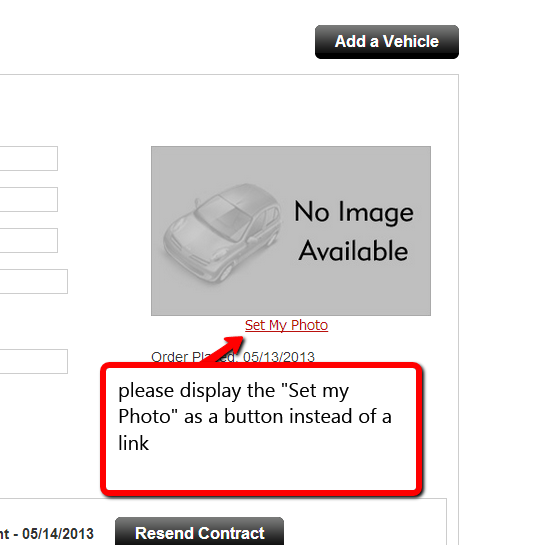 Add a Vehicle
No Image
Available
Set My Photo
Order Placed: 05/13/2013
please display the "Set my
Photo" as a button instead of a
link
nt - 05/14/2013
Resend Contract